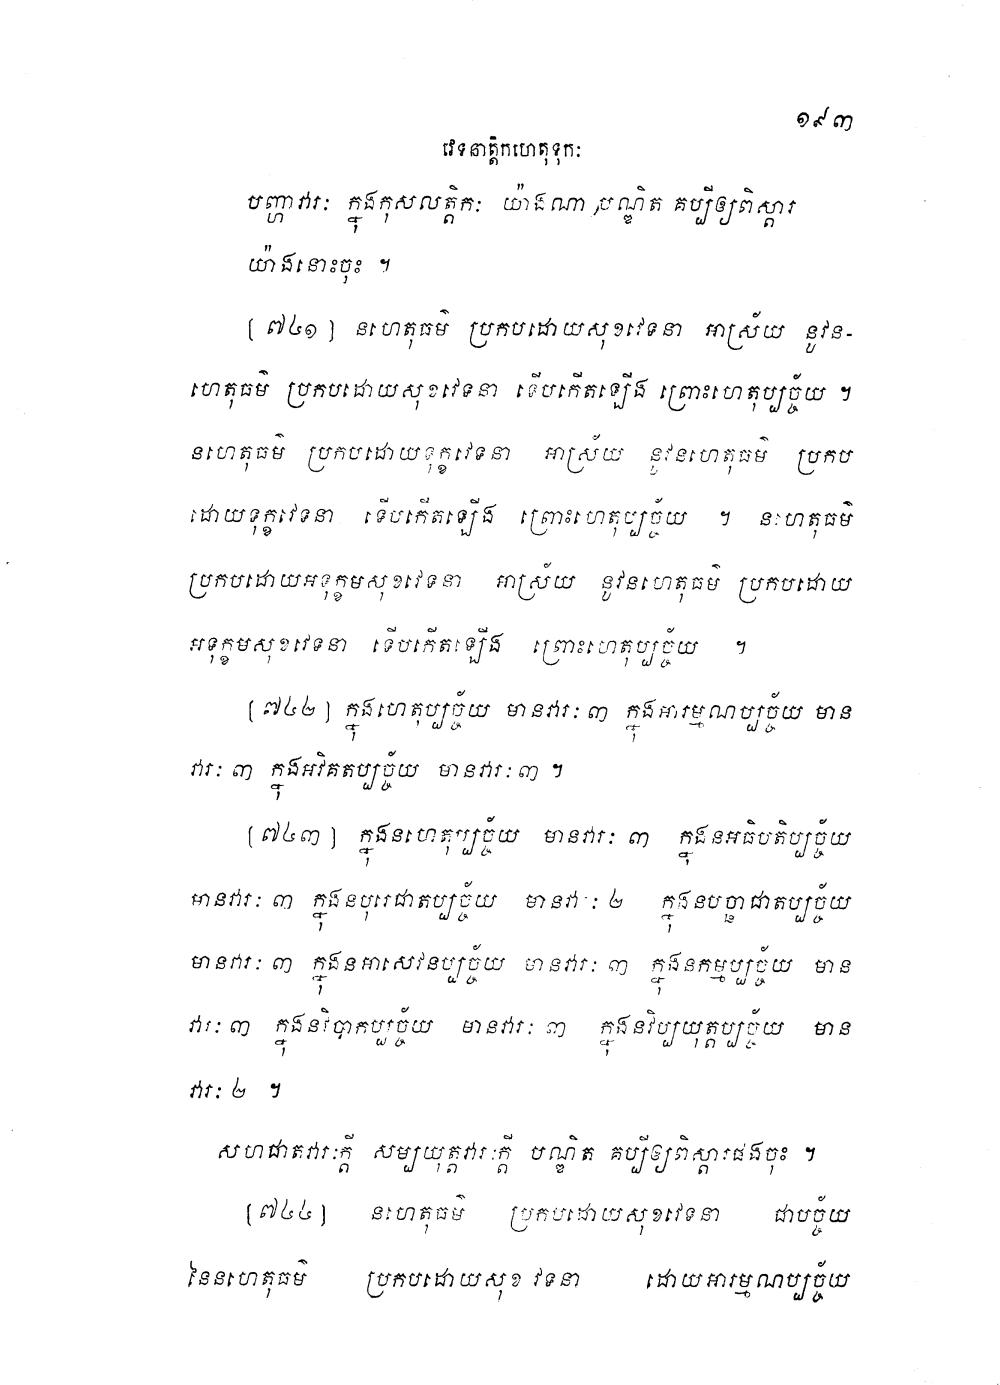 ១៩៣
វេទនាត្តិកហេតុទុកៈ
បញ្ហាវារៈ ក្នុងកុសលត្តិកៈ យ៉ាងណា បណ្ឌិត គប្បីឲ្យពិស្តារ
យ៉ាងនោះចុះ ។
[ ៧៤១ ] នហេតុធម៌ ប្រកបដោយសុខវេទនា អាស្រ័យ នូវន-
ហេតុធម៌ ប្រកបដោយសុខវេទនា ទើបកើតឡើង ព្រោះហេតុប្បច្ច័យ ។
នហេតុធម៌ ប្រកបដោយទុក្ខវេទនា អាស្រ័យ នូវនហេតុធម៌ ប្រកប
ដោយទុក្ខវេទនា ទើបកើតឡើង ព្រោះហេតុប្បច្ច័យ ។ នហេតុធម៌
ប្រកបដោយអទុក្ខមសុខវេទនា អាស្រ័យ នូវនហេតុធម៌ ប្រកបដោយ
អទុក្ខមសុខវេទនា ទើបកើតឡើង ព្រោះហេតុប្បច្ច័យ ។
[ ៧៤២ ] ក្នុងហេតុប្បច្ច័យ មានវារៈ ៣ ក្នុងអារម្មណប្បច្ច័យ មាន
វារៈ ៣ ក្នុងអវិគតប្បច្ច័យ មានវារៈ ៣ ។
[ ៧៤៣ ] ក្នុងនហេតុប្បច្ច័យ មានវារៈ ៣ ក្នុងនអធិបតិប្បច្ច័យ
មានវារៈ ៣ ក្នុងនបុរេជាតប្បច្ច័យ មានវារៈ ២ ក្នុងនបច្ឆាជាតប្បច្ច័យ
មានវារៈ ៣ ក្នុងនអាសេវនប្បច្ច័យ មានវារៈ ៣ ក្នុងនកម្មប្បច្ច័យ មាន
វារៈ ៣ ក្នុងនវិបាកប្បច្ច័យ មានវារៈ ៣ ក្នុងនវិប្បយុត្តប្បច្ច័យ មាន
វារៈ ២ ។
សហជាតវារៈក្តី សម្បយុត្តវារៈក្តី បណ្ឌិត គប្បីឲ្យពិស្តារផងចុះ ។
[ ៧៤៤ ] នហេតុធម៌ ប្រកបដោយសុខវេទនា ជាបច្ច័យ
នៃនហេតុធម៌ ប្រកបដោយសុខវេទនា ដោយអារម្មណប្បច្ច័យ